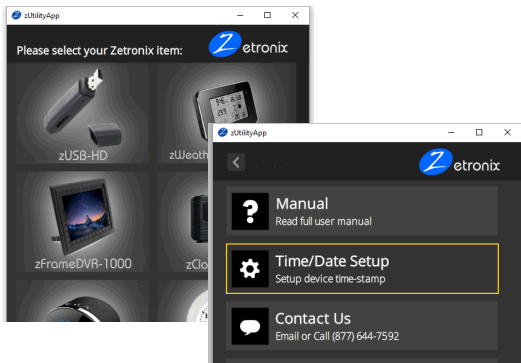 zUtilityApp
Please select your Zetronix item:
Zetronix
zUSB-HD
zWeath
zFrameDVR-1000
zClo
zUtilityApp
Zetronix
Manual
Read full user manual
Time/Date Setup
Setup device time-stamp
Contact Us
Email or Call (877) 644-7592